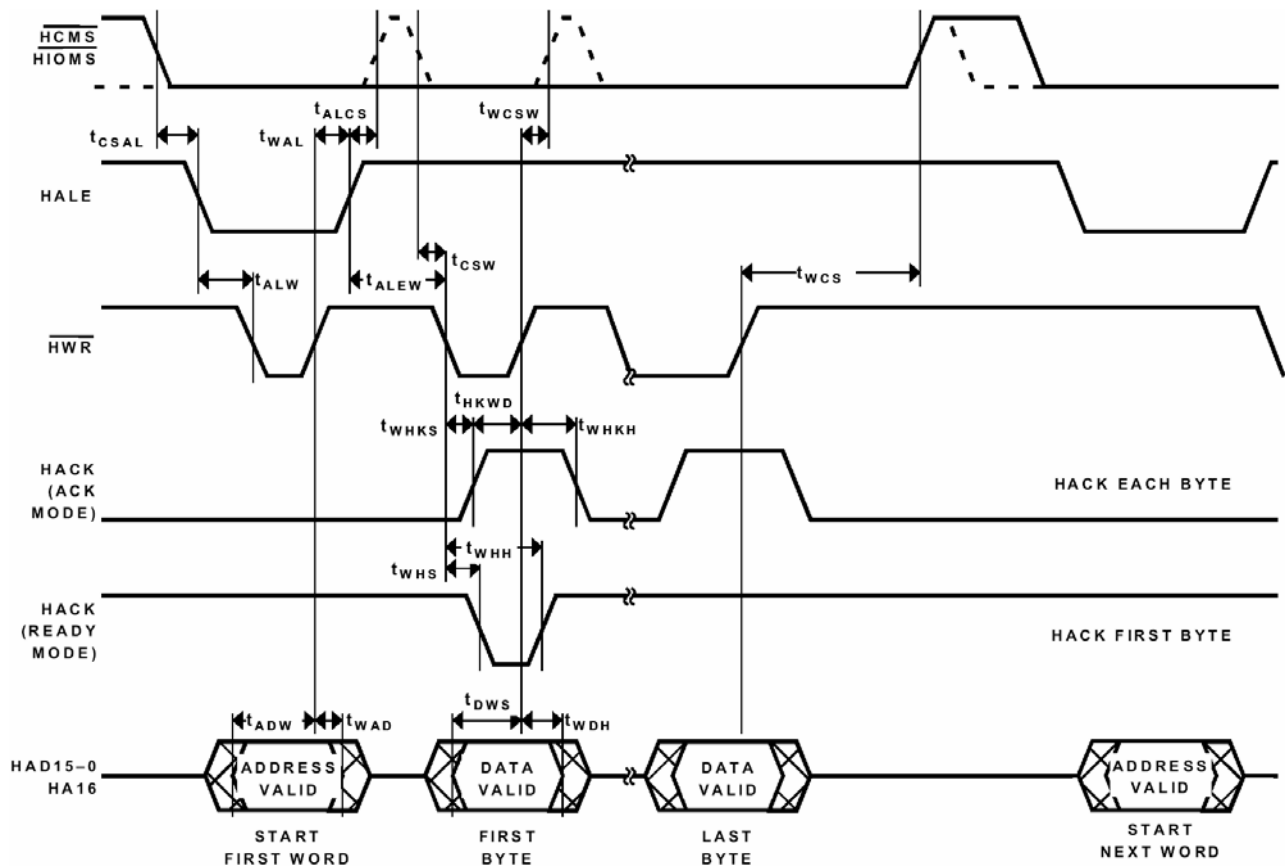 HCMS
HIOMS
tALCS
tWCSW
tCSAL
tWAL
HALE
tCSW
tALW
tALEW
tWCS
HWR
tHKWD
tWHKS
tWHKH
HACK
(ACK
MODE)
HACK EACH BYTE
tWHH
tWHS
HACK
(READY
MODE)
HACK FIRST BYTE
tADW
tWAD
tDWS
tWDH
HAD15–0
HA16
ADDRESS
VALID
DATA
VALID
DATA
VALID
ADDRESS
VALID
START
FIRST WORD
FIRST
BYTE
LAST
BYTE
START
NEXT WORD